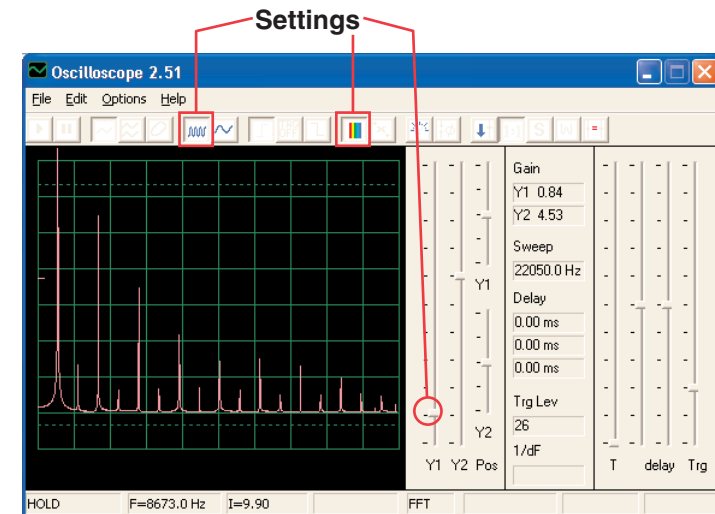 Settings
Oscilloscope 2.51
File Edit Options Help
Gain
Y1 0.84
Y2 4.53
Sweep
22050.0 Hz
Y1
Delay
0.00 ms
0.00 ms
0.00 ms
Trg Lev
26
Y2
1/dF
Y1 Y2 Pos
T delay Trg
HOLD F=8673.0 Hz I=9.90 FFT